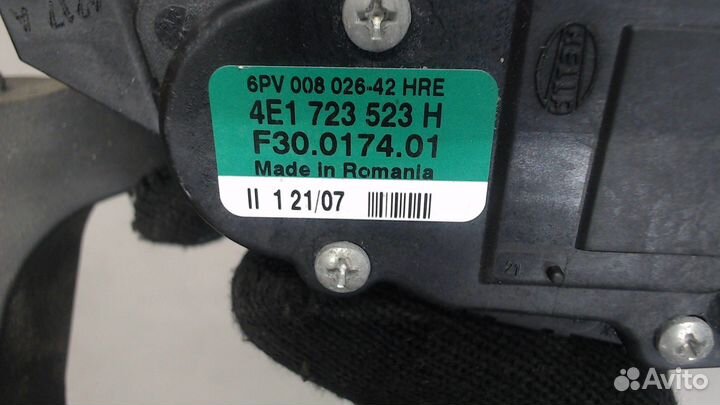 6PV 008 026-42 HRE
HELLA
4E1 723 523 H
F30.0174.01
Made in Romania
II 1 21/07
Avito